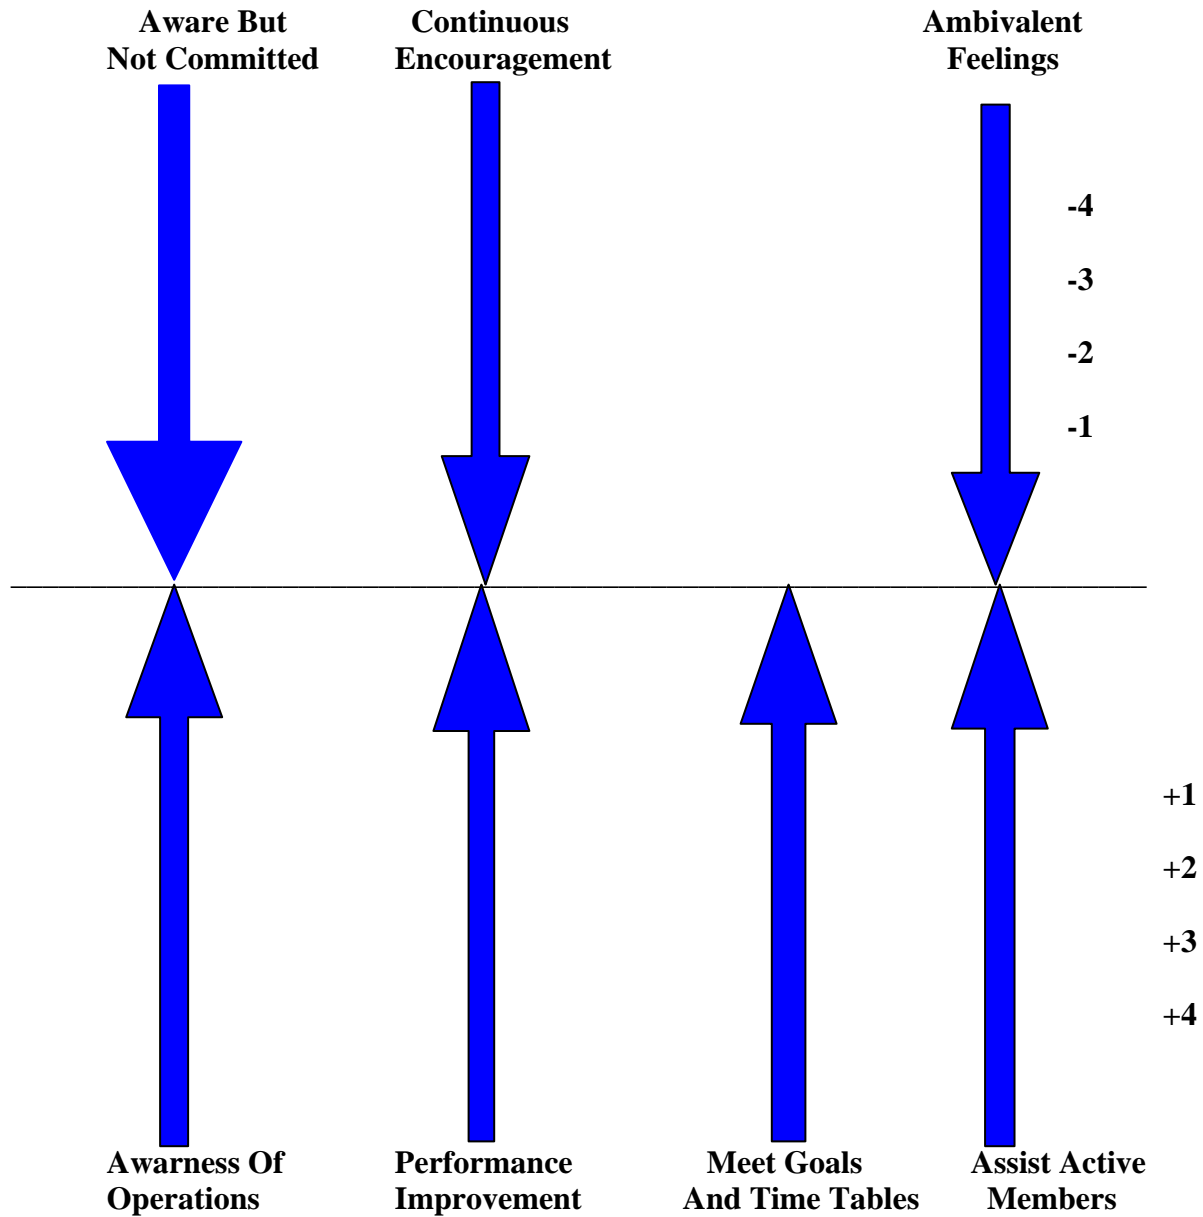 Aware But
Not Committed
Continuous
Encouragement
Ambivalent
Feelings
-4
-3
-2
-1
+1
+2
+3
+4
Awarness Of
Operations
Performance
Improvement
Meet Goals
And Time Tables
Assist Active
Members